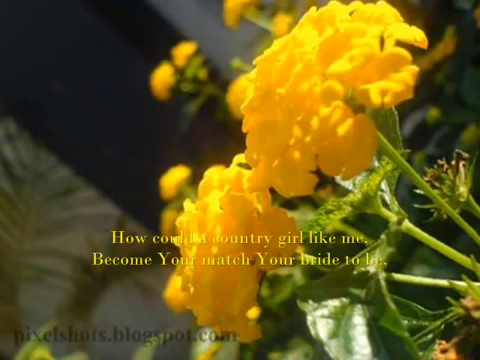 How could a country girl like me,
Become Your match Your bride to be,
pixelshots.blogspot.com